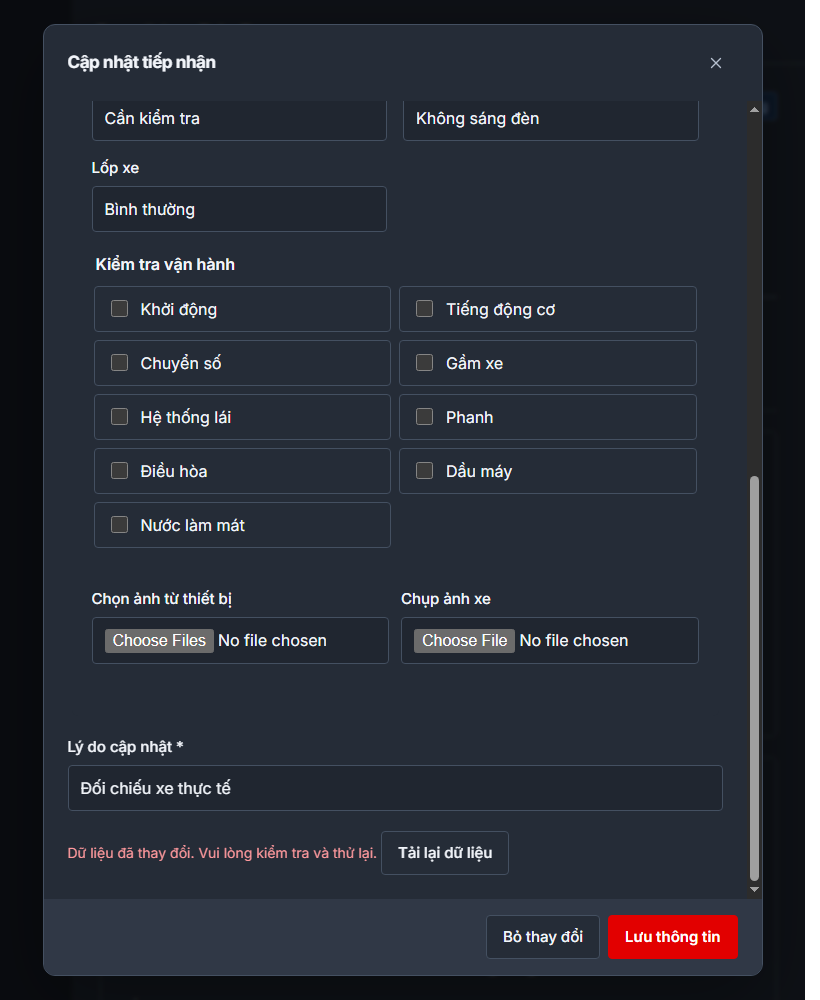 Cập nhật tiếp nhận
Cần kiểm tra
Không sáng đèn
Lốp xe
Bình thường
Kiểm tra vận hành
Khởi động
Tiếng động cơ
Chuyển số
Gầm xe
Hệ thống lái
Phanh
Điều hòa
Dầu máy
Nước làm mát
Chọn ảnh từ thiết bị
Chụp ảnh xe
Choose Files No file chosen
Choose File No file chosen
Lý do cập nhật *
Đối chiếu xe thực tế
Dữ liệu đã thay đổi. Vui lòng kiểm tra và thử lại.
Tải lại dữ liệu
Bỏ thay đổi
Lưu thông tin